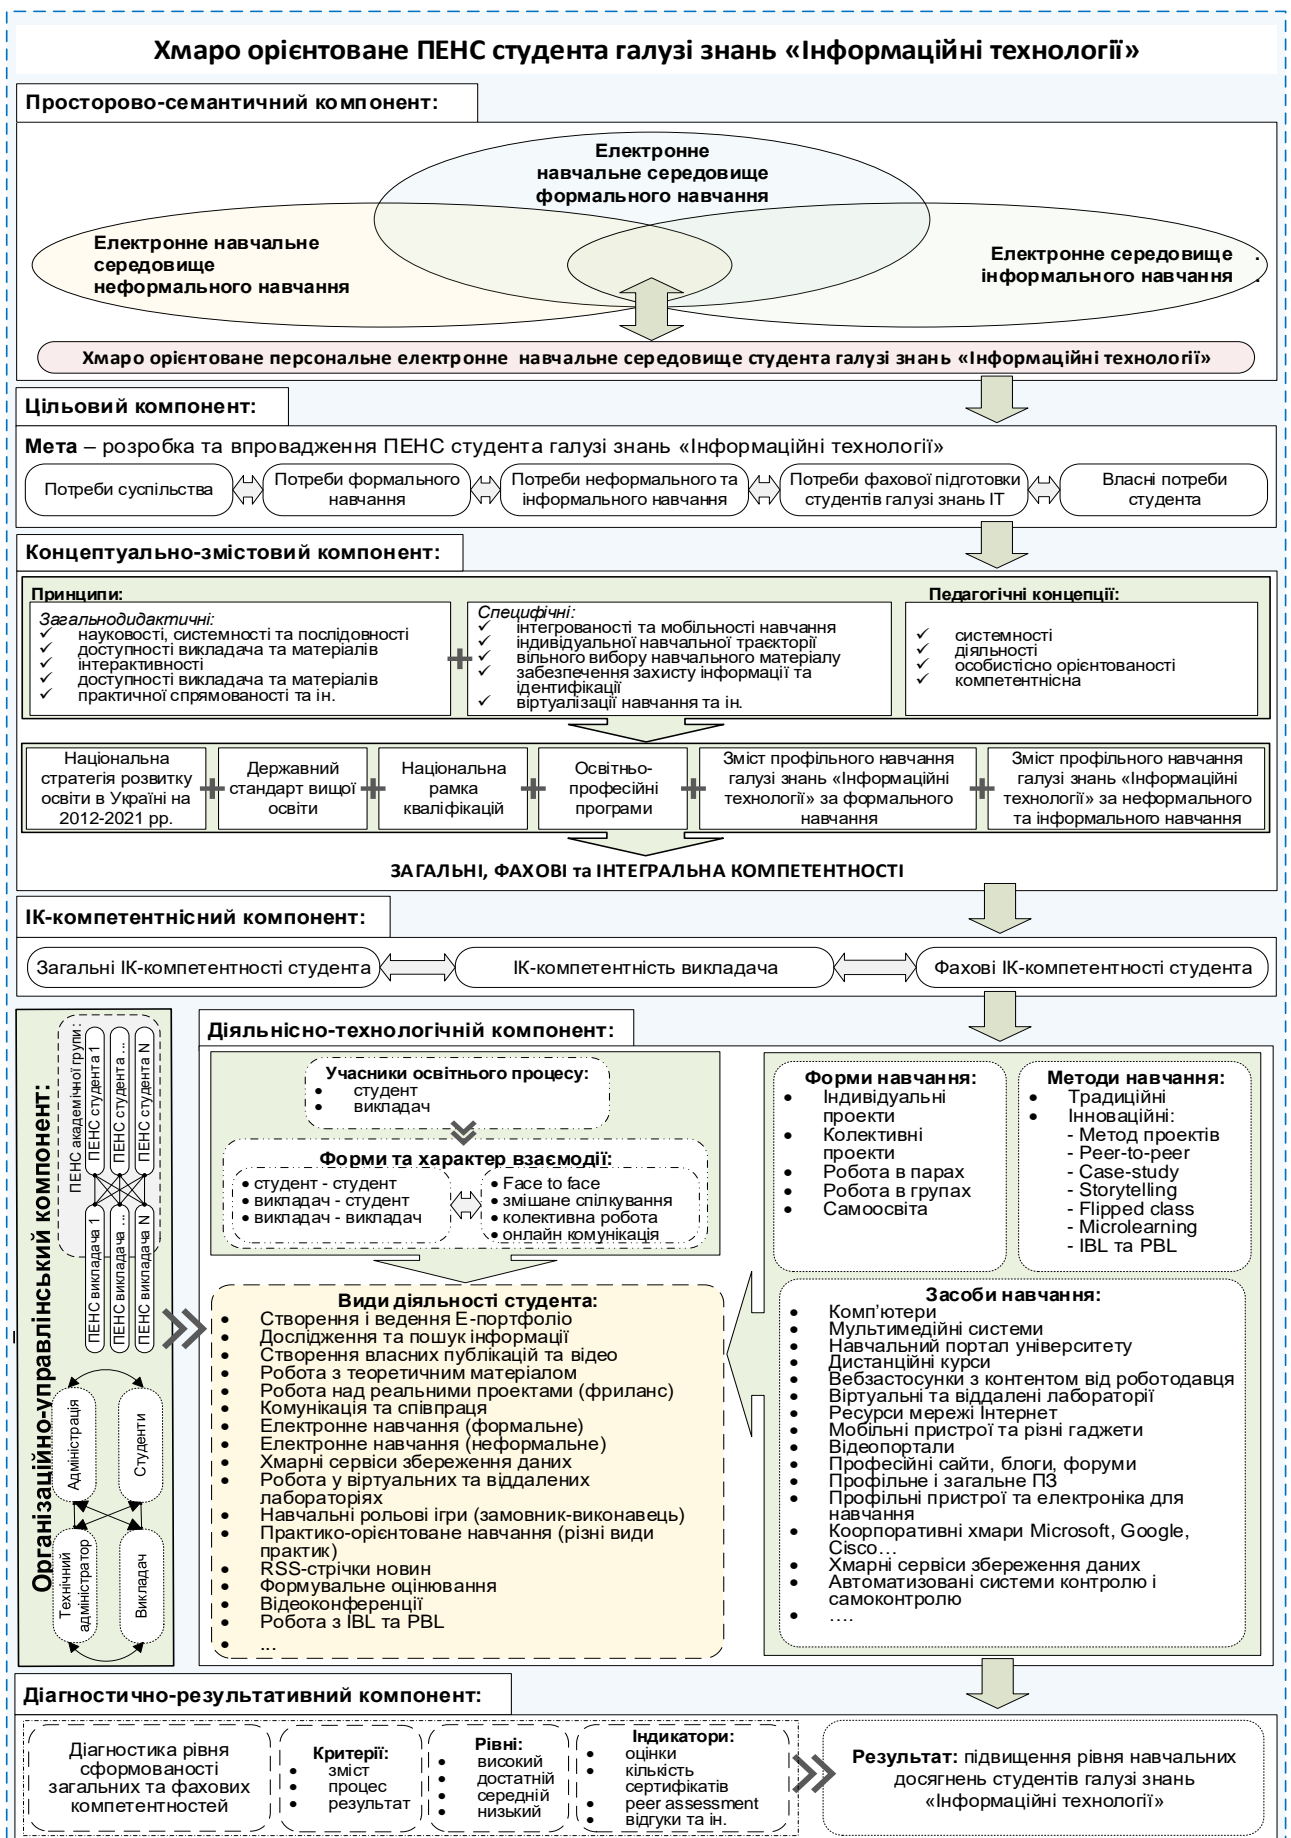 Хмаро орієнтоване ПЕНС студента галузі знань «Інформаційні технології»
Просторово-семантичний компонент:
Електронне
навчальне середовище
формального навчання
Електронне навчальне
середовище
неформального навчання
Електронне середовище
інформального навчання
Хмаро орієнтоване персональне електронне навчальне середовище студента галузі знань «Інформаційні технології»
Цільовий компонент:
Мета – розробка та впровадження ПЕНС студента галузі знань «Інформаційні технології»
Потреби суспільства
Потреби формального
навчання
Потреби неформального та
інформального навчання
Потреби фахової підготовки
студентів галузі знань ІТ
Власні потреби
студента
Концептуально-змістовий компонент:
Принципи:
Загальнодидактичні:
✓ науковості, системності та послідовності
✓ доступності викладача та матеріалів
✓ інтерактивності
✓ доступності викладача та матеріалів
✓ практичної спрямованості та ін.
Специфічні:
✓ інтегрованості та мобільності навчання
✓ індивідуальної навчальної траєкторії
✓ вільного вибору навчального матеріалу
✓ забезпечення захисту інформації та
ідентифікації
✓ віртуалізації навчання та ін.
Педагогічні концепції:
✓ системності
✓ діяльності
✓ особистісно орієнтованості
✓ компетентнісна
Національна
стратегія розвитку
освіти в Україні на
2012-2021 рр.
Державний
стандарт вищої
освіти
Національна
рамка
кваліфікацій
Освітньо-
професійні
програми
Зміст профільного навчання
галузі знань «Інформаційні
технології» за формального
навчання
Зміст профільного навчання
галузі знань «Інформаційні
технології» за неформального
та інформального навчання
ЗАГАЛЬНІ, ФАХОВІ та ІНТЕГРАЛЬНА КОМПЕТЕНТНОСТІ
ІК-компетентнісний компонент:
Загальні ІК-компетентності студента
ІК-компетентність викладача
Фахові ІК-компетентності студента
Організаційно-управлінський компонент:
ПЕНС академічної групи:
ПЕНС студента 1
ПЕНС студента ...
ПЕНС студента N
ПЕНС викладача 1
ПЕНС викладача ...
ПЕНС викладача N
Адміністрація
Студенти
Технічний
адміністратор
Викладач
Діяльнісно-технологічній компонент:
Учасники освітнього процесу:
• студент
• викладач
Форми та характер взаємодії:
• студент - студент
• викладач - студент
• викладач - викладач
• Face to face
• змішане спілкування
• колективна робота
• онлайн комунікація
Види діяльності студента:
• Створення і ведення Е-портфоліо
• Дослідження та пошук інформації
• Створення власних публікацій та відео
• Робота з теоретичним матеріалом
• Робота над реальними проектами (фриланс)
• Комунікація та співпраця
• Електронне навчання (формальне)
• Електронне навчання (неформальне)
• Хмарні сервіси збереження даних
• Робота у віртуальних та віддалених
лабораторіях
• Навчальні рольові ігри (замовник-виконавець)
• Практико-орієнтоване навчання (різні види
практик)
• RSS-стрічки новин
• Формувальне оцінювання
• Відеоконференції
• Робота з IBL та PBL
• ...
Форми навчання:
• Індивідуальні
проекти
• Колективні
проекти
• Робота в парах
• Робота в групах
• Самоосвіта
Методи навчання:
• Традиційні
• Інноваційні:
- Метод проектів
- Peer-to-peer
- Case-study
- Storytelling
- Flipped class
- Microlearning
- IBL та PBL
Засоби навчання:
• Комп’ютери
• Мультимедійні системи
• Навчальний портал університету
• Дистанційні курси
• Вебзастосунки з контентом від роботодавця
• Віртуальні та віддалені лабораторії
• Ресурси мережі Інтернет
• Мобільні пристрої та різні гаджети
• Відеопортали
• Професійні сайти, блоги, форуми
• Профільне і загальне ПЗ
• Профільні пристрої та електроніка для
навчання
• Коорпоративні хмари Microsoft, Google,
Cisco…
• Хмарні сервіси збереження даних
• Автоматизовані системи контролю і
самоконтролю
• ….
Діагностично-результативний компонент:
Діагностика рівня
сформованості
загальних та фахових
компетентностей
Критерії:
• зміст
• процес
• результат
Рівні:
• високий
• достатній
• середній
• низький
Індикатори:
• оцінки
• кількість
сертифікатів
• peer assessment
• відгуки та ін.
Результат: підвищення рівня навчальних
досягнень студентів галузі знань
«Інформаційні технології»